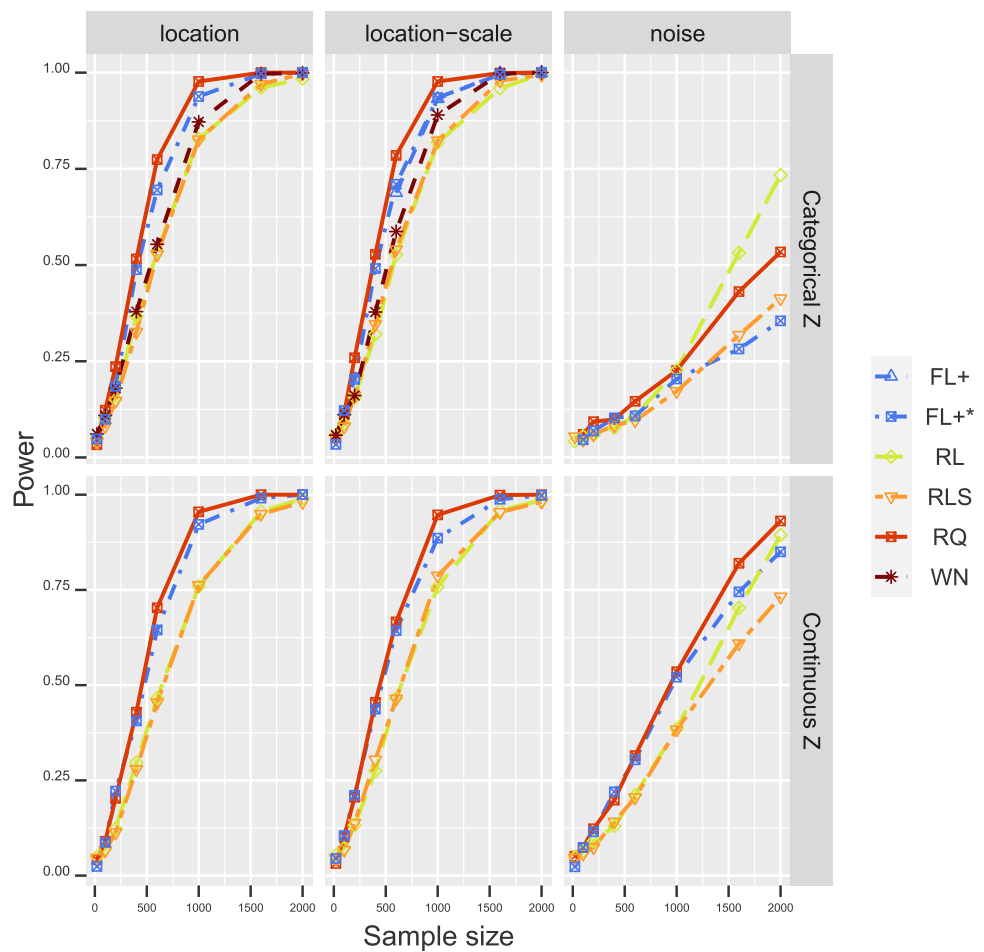 location
location−scale
noise
1.00
0.75
0.50
0.25
0.00
Categorical Z
1.00
0.75
0.50
0.25
0.00
Continuous Z
Power
0 500 1000 1500 2000
0 500 1000 1500 2000
0 500 1000 1500 2000
Sample size
FL+
FL+*
RL
RLS
RQ
WN